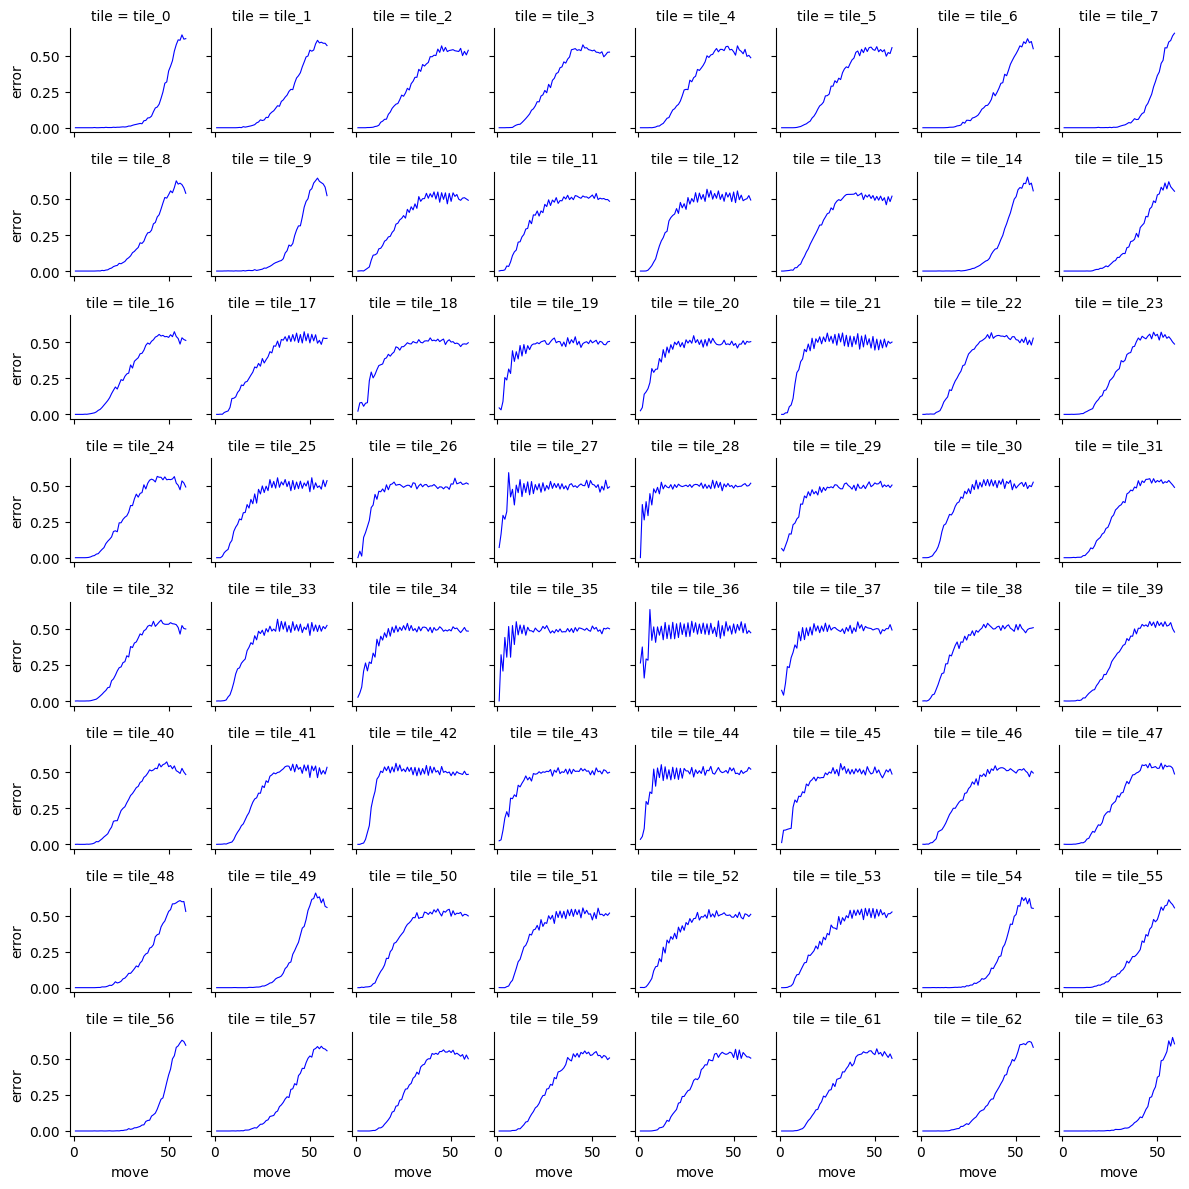 tile = tile_0 tile = tile_1 tile = tile_2 tile = tile_3 tile = tile_4 tile = tile_5 tile = tile_6 tile = tile_7
error
0.50
0.25
0.00
tile = tile_8 tile = tile_9 tile = tile_10 tile = tile_11 tile = tile_12 tile = tile_13 tile = tile_14 tile = tile_15
error
0.50
0.25
0.00
tile = tile_16 tile = tile_17 tile = tile_18 tile = tile_19 tile = tile_20 tile = tile_21 tile = tile_22 tile = tile_23
error
0.50
0.25
0.00
tile = tile_24 tile = tile_25 tile = tile_26 tile = tile_27 tile = tile_28 tile = tile_29 tile = tile_30 tile = tile_31
error
0.50
0.25
0.00
tile = tile_32 tile = tile_33 tile = tile_34 tile = tile_35 tile = tile_36 tile = tile_37 tile = tile_38 tile = tile_39
error
0.50
0.25
0.00
tile = tile_40 tile = tile_41 tile = tile_42 tile = tile_43 tile = tile_44 tile = tile_45 tile = tile_46 tile = tile_47
error
0.50
0.25
0.00
tile = tile_48 tile = tile_49 tile = tile_50 tile = tile_51 tile = tile_52 tile = tile_53 tile = tile_54 tile = tile_55
error
0.50
0.25
0.00
tile = tile_56 tile = tile_57 tile = tile_58 tile = tile_59 tile = tile_60 tile = tile_61 tile = tile_62 tile = tile_63
error
0.50
0.25
0.00
0 50 0 50 0 50 0 50 0 50 0 50 0 50 0 50
move move move move move move move move